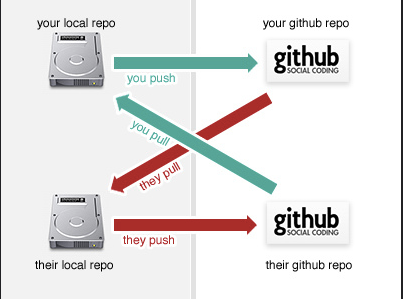 your local repo
your github repo
github
SOCIAL CODING
you push
you pull
they pull
github
SOCIAL CODING
they push
their local repo
their github repo